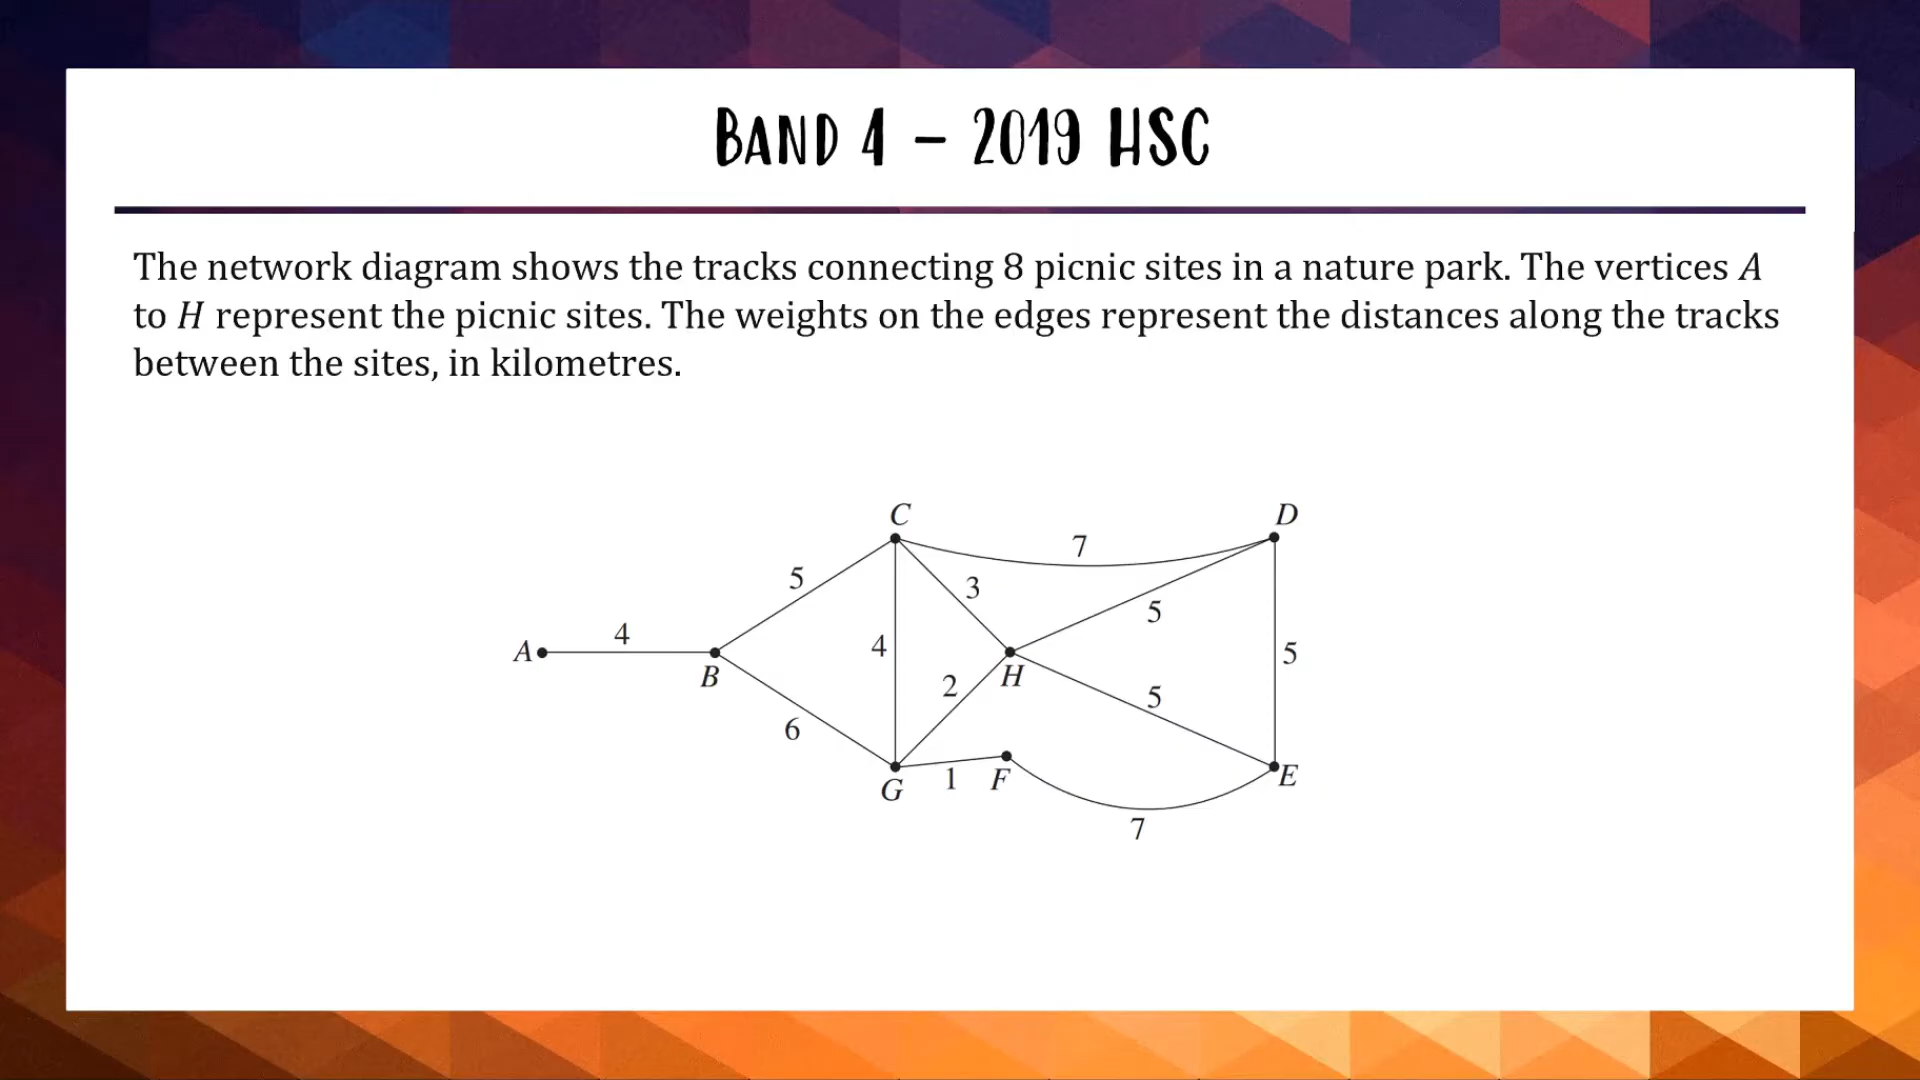 BAND 4 – 2019 HSC
The network diagram shows the tracks connecting 8 picnic sites in a nature park. The vertices A
to H represent the picnic sites. The weights on the edges represent the distances along the tracks
between the sites, in kilometres.
C
D
7
5
3
5
4
A
4
5
B
H
2
5
6
1
F
E
G
7